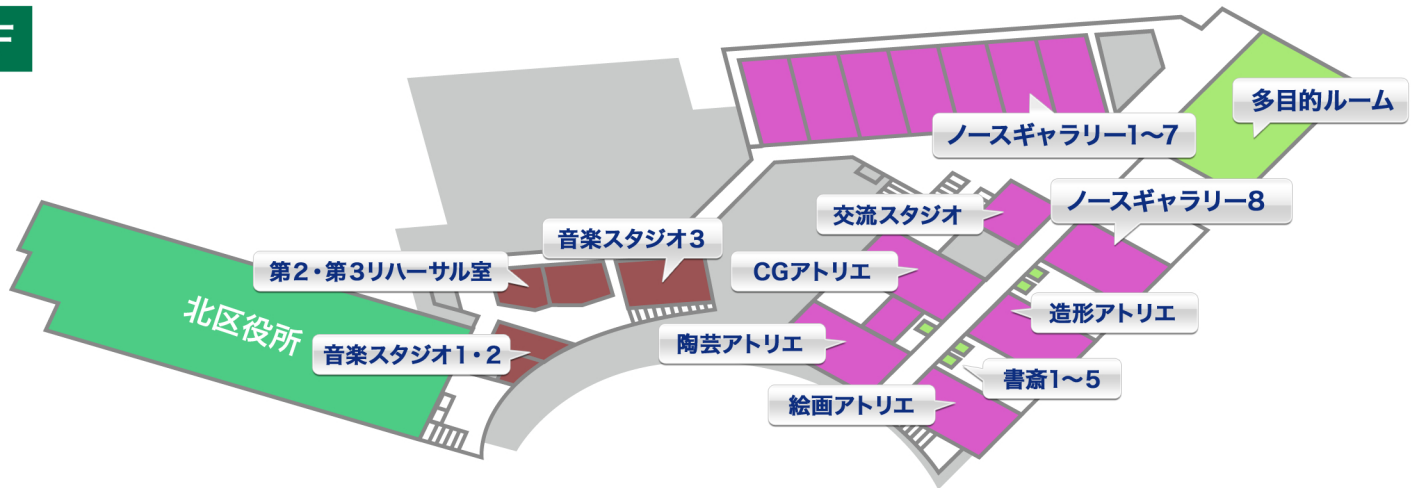 F
多目的ルーム
ノースギャラリー1〜7
ノースギャラリー8
交流スタジオ
音楽スタジオ3
第2・第3リハーサル室
CGアトリエ
北区役所
造形アトリエ
音楽スタジオ1・2
陶芸アトリエ
書斎1〜5
絵画アトリエ